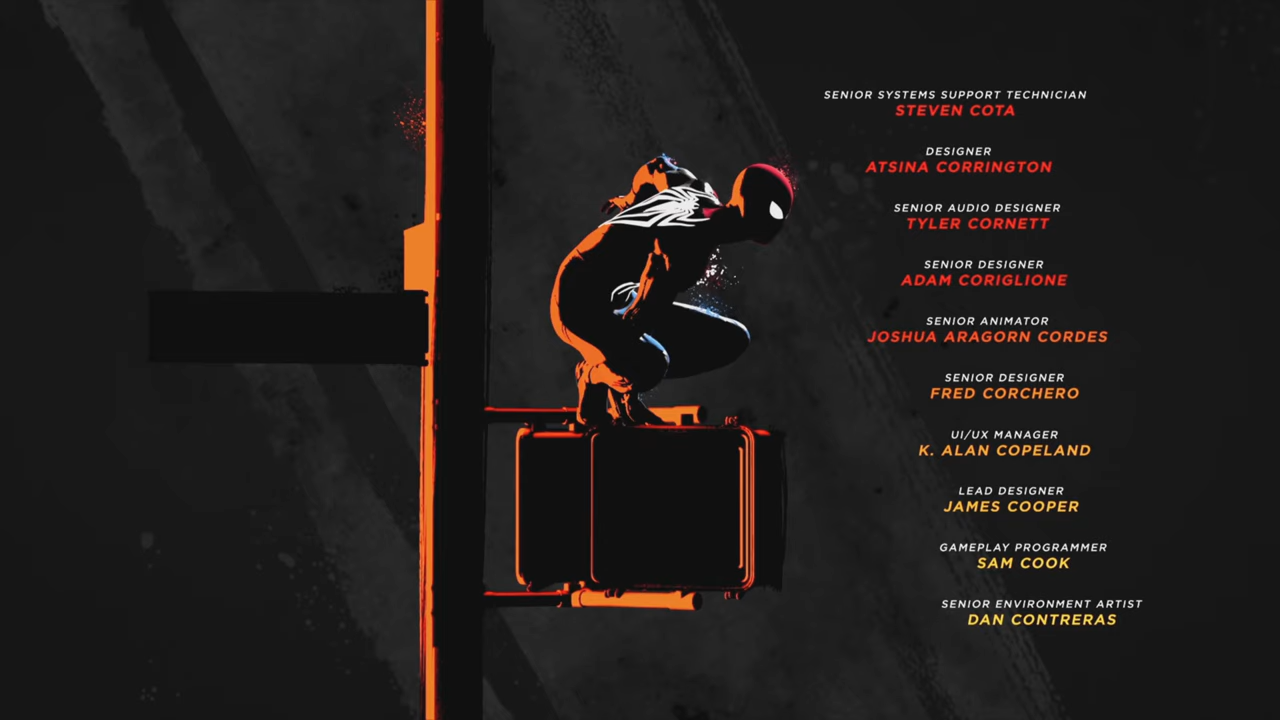 SENIOR SYSTEMS SUPPORT TECHNICIAN
STEVEN COTA
DESIGNER
ATSINA CORRINGTON
SENIOR AUDIO DESIGNER
TYLER CORNETT
SENIOR DESIGNER
ADAM CORIGLIONE
SENIOR ANIMATOR
JOSHUA ARAGORN CORDES
SENIOR DESIGNER
FRED CORCHERO
UI/UX MANAGER
K. ALAN COPELAND
LEAD DESIGNER
JAMES COOPER
GAMEPLAY PROGRAMMER
SAM COOK
SENIOR ENVIRONMENT ARTIST
DAN CONTRERAS